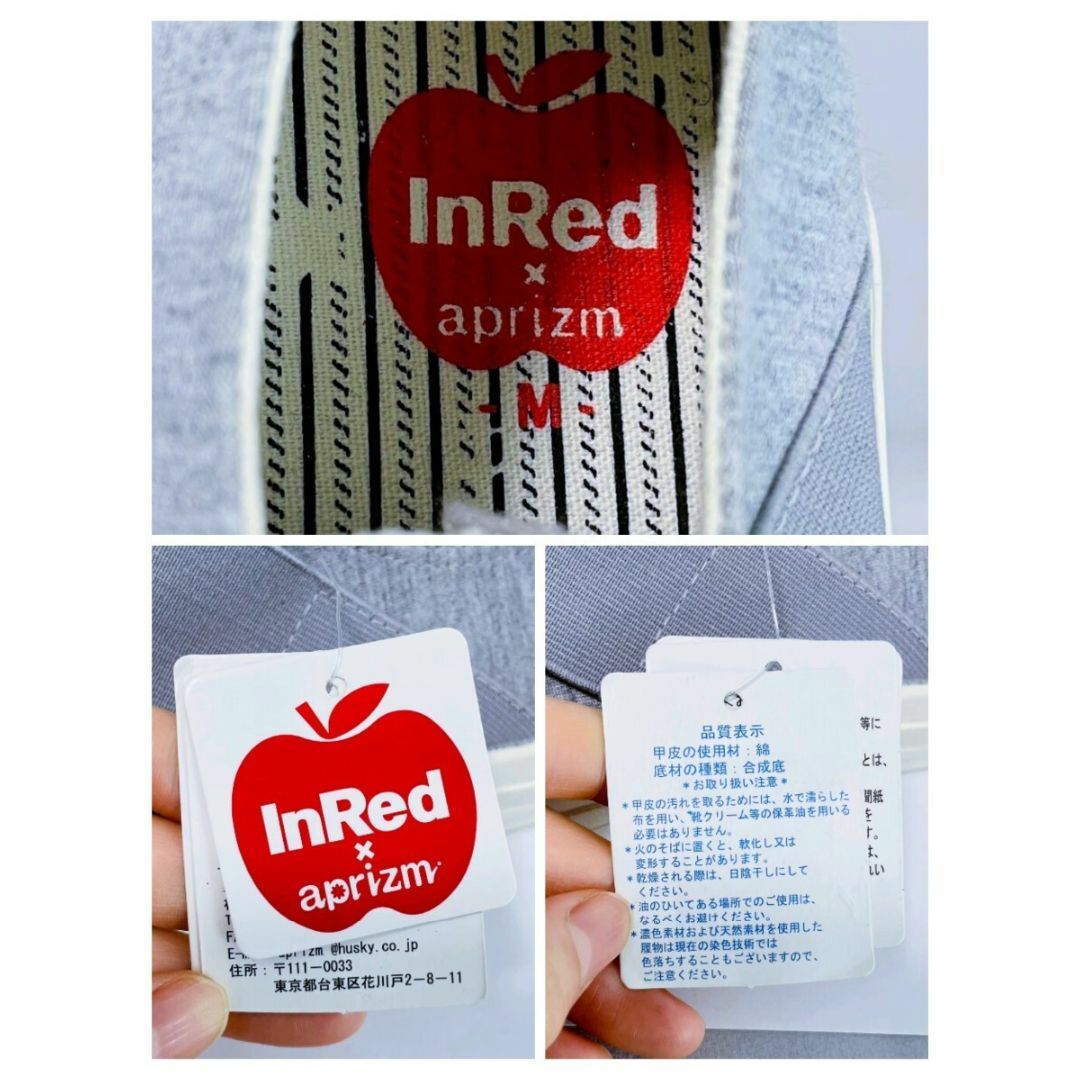 InRed
×
aprizm
- M -
InRed
×
aprizm
@husky.co.jp
住所：〒111－0033
東京都台東区花川戸2－8－11
品質表示
甲皮の使用材：綿
底材の種類：合成底
＊お取り扱い注意＊
＊甲皮の汚れを取るためには、水で濡らした
布を用い、靴クリーム等の保革油を用いる
必要はありません。
＊火のそばに置くと、軟化し又は
変形することがあります。
＊乾燥される際は、日陰干しにして
ください。
＊油のひいてある場所でのご使用は、
なるべくお避けください。
＊濃色素材および天然素材を使用した
履物は現在の染色技術では
色落ちすることもございますので、
ご注意ください。
等に
とは、
聞紙
を
す。
は、
い